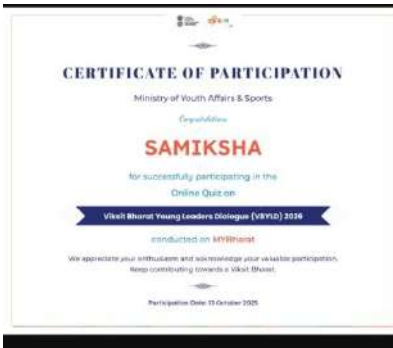 CERTIFICATE OF PARTICIPATION
Ministry of Youth Affairs & Sports
Congratulations
SAMIKSHA
for successfully participating in the
Online Quiz on
Viksit Bharat Young Leaders Dialogue (VBYLD) 2026
conducted on MYBharat
We appreciate your enthusiasm and acknowledge your valuable participation.
Keep contributing towards a Viksit Bharat.
Participation Date: 13 October 2025